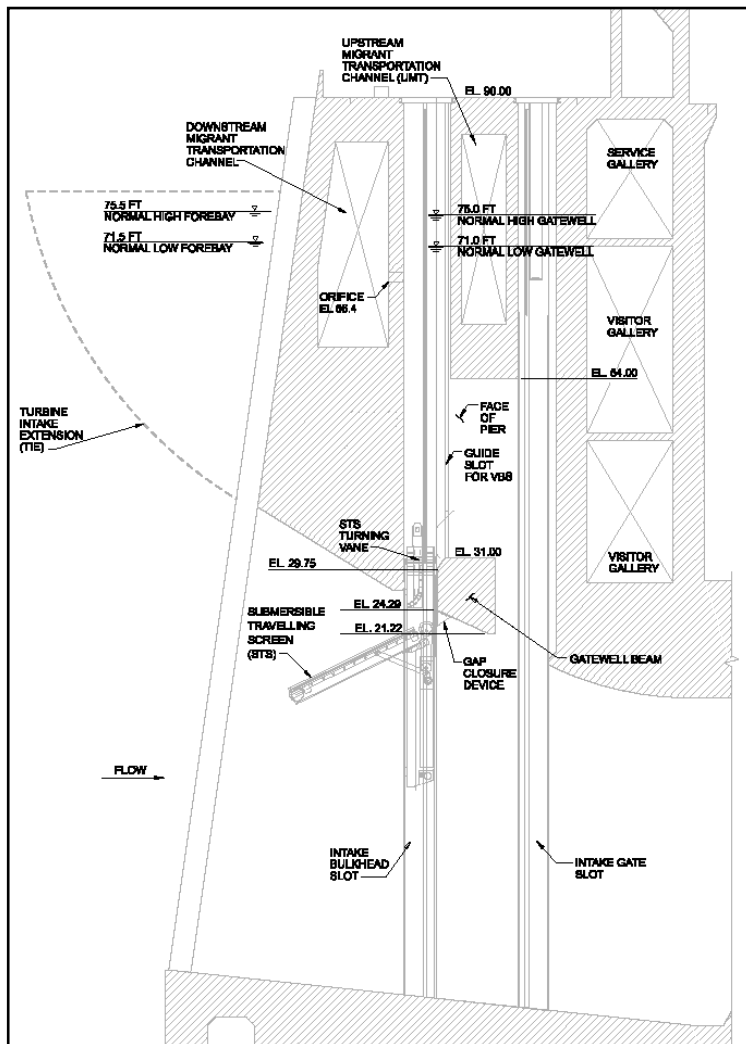 UPSTREAM
MIGRANT
TRANSPORTATION
CHANNEL (UMT)
EL. 90.00
DOWNSTREAM
MIGRANT
TRANSPORTATION
CHANNEL
SERVICE
GALLERY
75.5 FT
NORMAL HIGH FOREBAY
75.0 FT
NORMAL HIGH GATEWELL
71.5 FT
NORMAL LOW FOREBAY
71.0 FT
NORMAL LOW GATEWELL
ORIFICE
EL 65.4
VISITOR
GALLERY
EL. 64.00
TURBINE
INTAKE
EXTENSION
(TIE)
FACE
OF
PIER
GUIDE
SLOT
FOR VBS
STS
TURNING
VANE
EL. 31.00
VISITOR
GALLERY
EL. 29.75
EL. 24.29
SUBMERSIBLE
TRAVELLING
SCREEN
(STS)
EL. 21.22
GAP
CLOSURE
DEVICE
GATEWELL BEAM
FLOW
INTAKE
BULKHEAD
SLOT
INTAKE GATE
SLOT